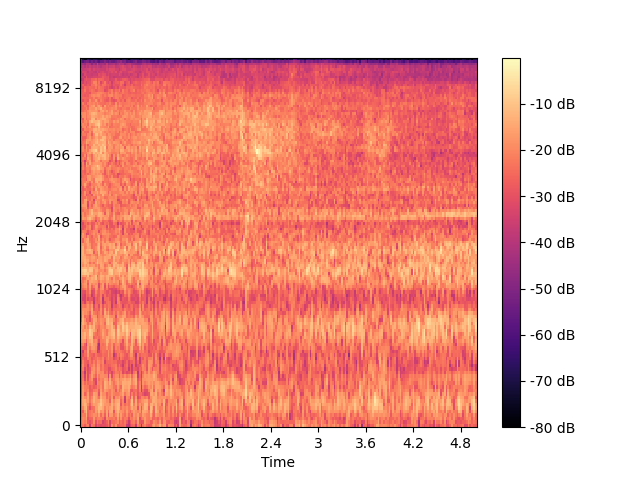 8192
4096
2048
1024
512
0
Hz
0 0.6 1.2 1.8 2.4 3 3.6 4.2 4.8
Time
-10 dB
-20 dB
-30 dB
-40 dB
-50 dB
-60 dB
-70 dB
-80 dB